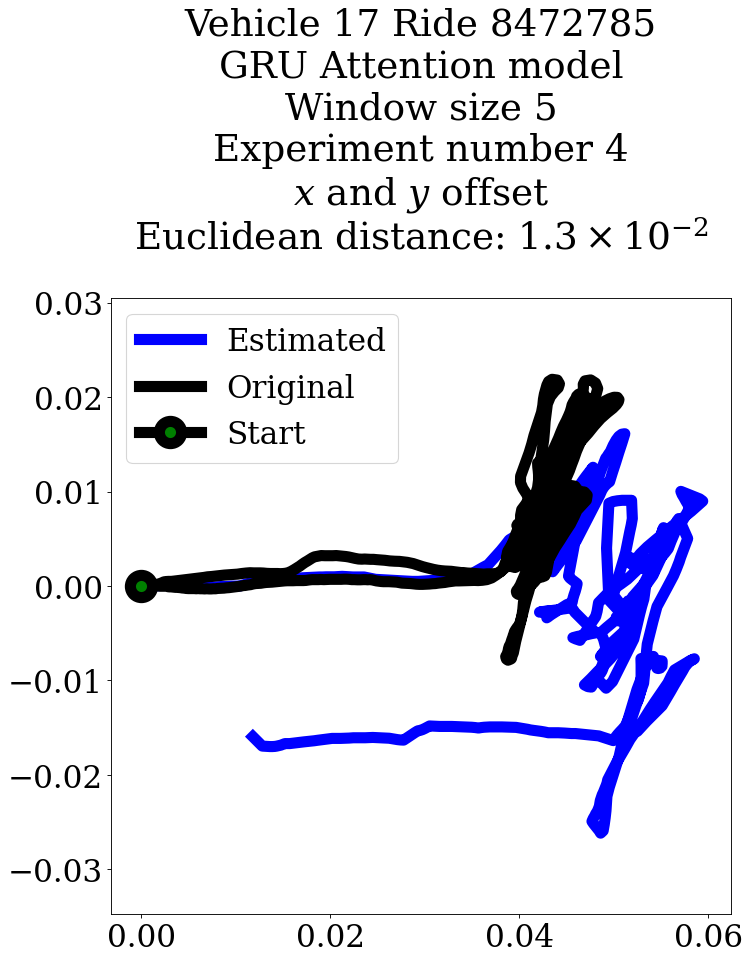 Vehicle 17 Ride 8472785
GRU Attention model
Window size 5
Experiment number 4
x and y offset
Euclidean distance: 1.3 × 10⁻²
Estimated
Original
Start
0.03
0.02
0.01
0.00
−0.01
−0.02
−0.03
0.00 0.02 0.04 0.06